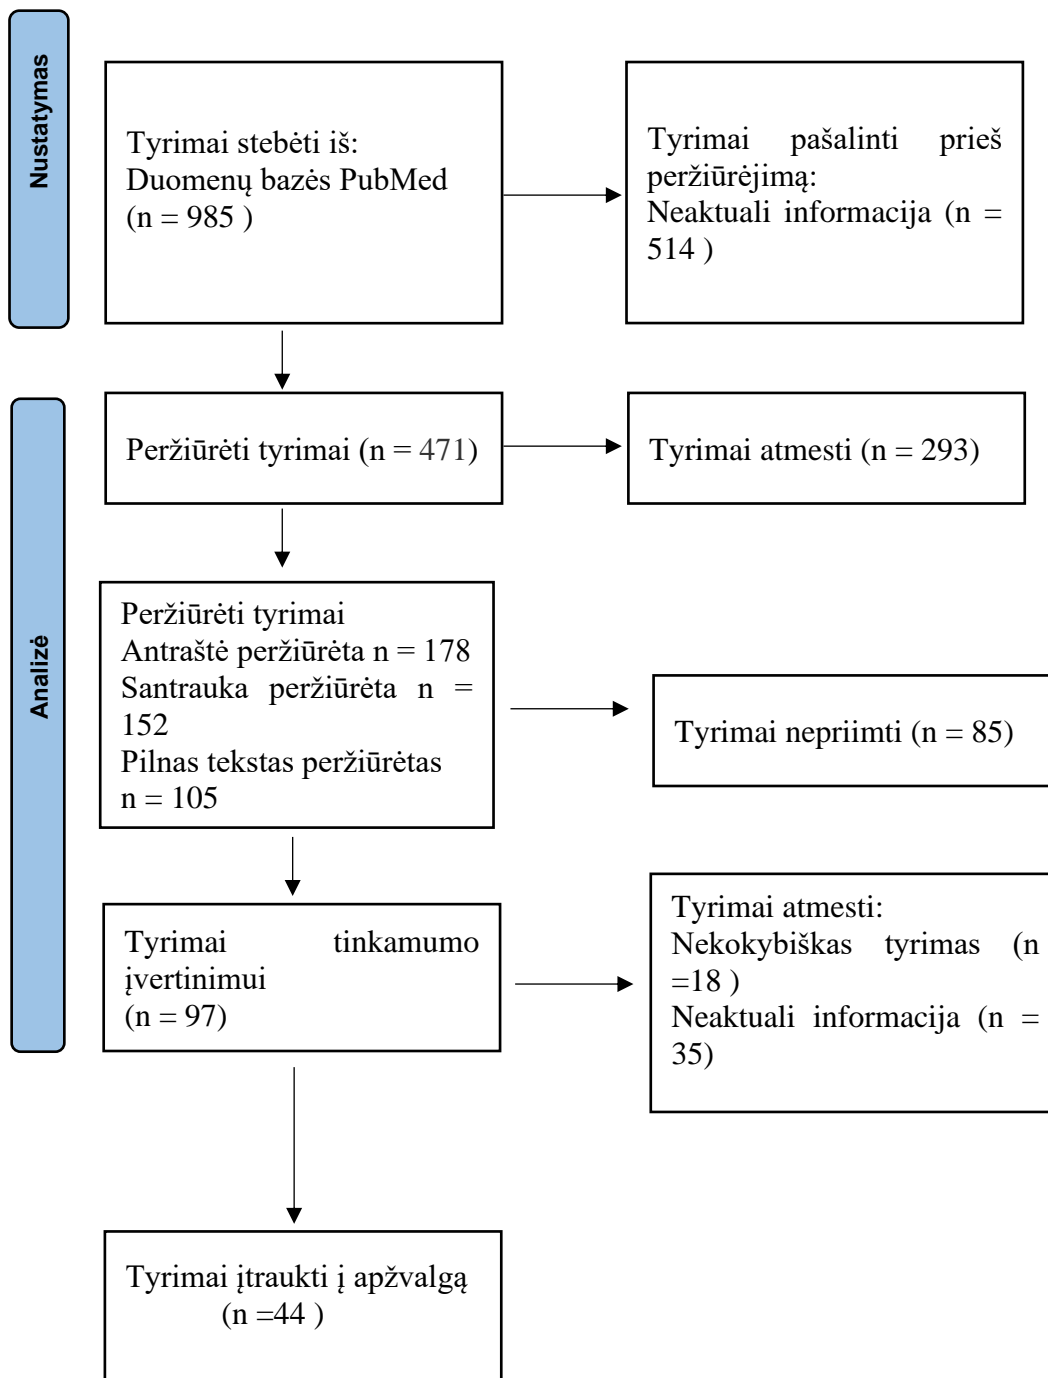 Nustatymas
Tyrimai stebėti iš:
Duomenų bazės PubMed
(n = 985 )
Tyrimai pašalinti prieš
peržiūrėjimą:
Neaktuali informacija (n =
514 )
Analizė
Peržiūrėti tyrimai (n = 471)
Tyrimai atmesti (n = 293)
Peržiūrėti tyrimai
Antraštė peržiūrėta n = 178
Santrauka peržiūrėta n =
152
Pilnas tekstas peržiūrėtas
n = 105
Tyrimai nepriimti (n = 85)
Tyrimai tinkamumo
įvertinimui
(n = 97)
Tyrimai atmesti:
Nekokybiškas tyrimas (n
=18 )
Neaktuali informacija (n =
35)
Tyrimai įtraukti į apžvalgą
(n =44 )